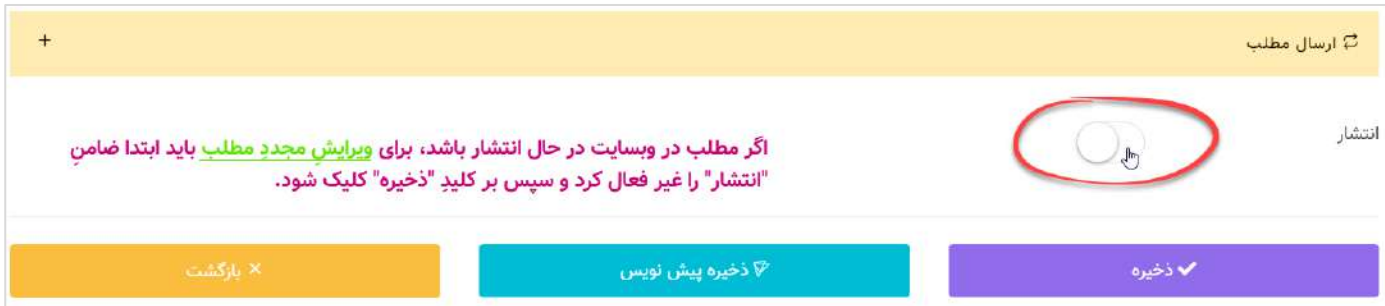 ارسال مطلب
+
انتشار
اگر مطلب در وبسایت در حال انتشار باشد، برای ویرایشِ مجددِ مطلب باید ابتدا ضامنِ
"انتشار" را غیر فعال کرد و سپس بر کلیدِ "ذخیره" کلیک شود.
ذخیره
ذخیره پیش نویس
بازگشت